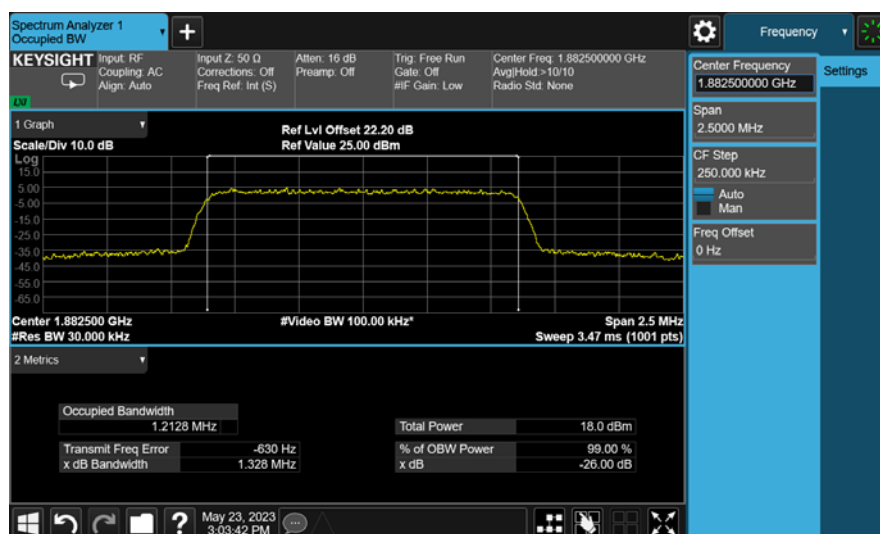 Spectrum Analyzer 1
Occupied BW
+
Frequency
KEYSIGHT
LXI
Input: RF
Coupling: AC
Align: Auto
Input Z: 50 Ω
Corrections: Off
Freq Ref: Int (S)
Atten: 16 dB
Preamp: Off
Trig: Free Run
Gate: Off
#IF Gain: Low
Center Freq: 1.882500000 GHz
Avg|Hold:>10/10
Radio Std: None
Center Frequency
1.882500000 GHz
Settings
Span
2.5000 MHz
CF Step
250.000 kHz
Auto
Man
Freq Offset
0 Hz
1 Graph
Scale/Div 10.0 dB
Ref Lvl Offset 22.20 dB
Ref Value 25.00 dBm
Log
15.0
5.00
-5.00
-15.0
-25.0
-35.0
-45.0
-55.0
-65.0
Center 1.882500 GHz
#Res BW 30.000 kHz
#Video BW 100.00 kHz*
Span 2.5 MHz
Sweep 3.47 ms (1001 pts)
2 Metrics
Occupied Bandwidth
1.2128 MHz
Total Power 18.0 dBm
Transmit Freq Error -630 Hz
% of OBW Power 99.00 %
x dB Bandwidth 1.328 MHz
x dB -26.00 dB
?
May 23, 2023
3:03:42 PM